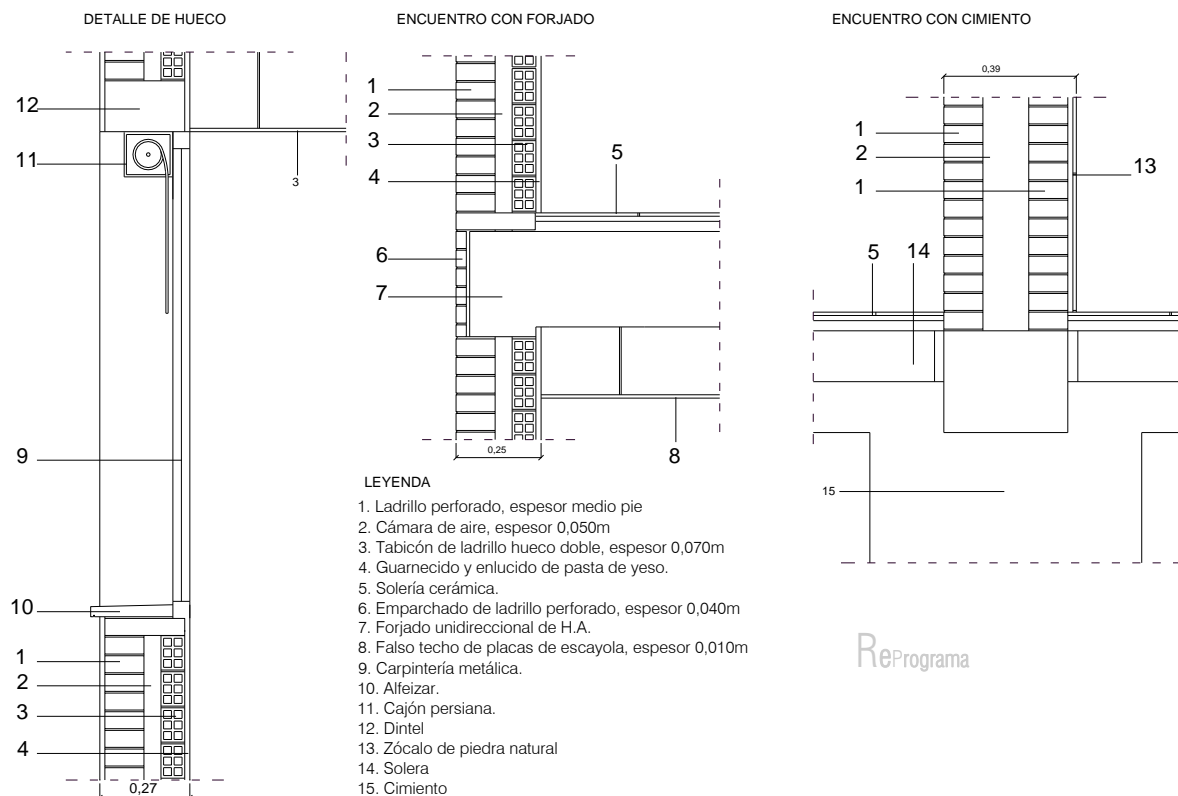 DETALLE DE HUECO
12
11
3
9
10
1
2
3
4
0,27
ENCUENTRO CON FORJADO
1
2
3
4
5
6
7
0,25
8
ENCUENTRO CON CIMIENTO
0,39
1
2
1
13
5
14
15
LEYENDA
1. Ladrillo perforado, espesor medio pie
2. Cámara de aire, espesor 0,050m
3. Tabicón de ladrillo hueco doble, espesor 0,070m
4. Guarnecido y enlucido de pasta de yeso.
5. Solería cerámica.
6. Emparchado de ladrillo perforado, espesor 0,040m
7. Forjado unidireccional de H.A.
8. Falso techo de placas de escayola, espesor 0,010m
9. Carpintería metálica.
10. Alfeizar.
11. Cajón persiana.
12. Dintel
13. Zócalo de piedra natural
14. Solera
15. Cimiento
RePrograma